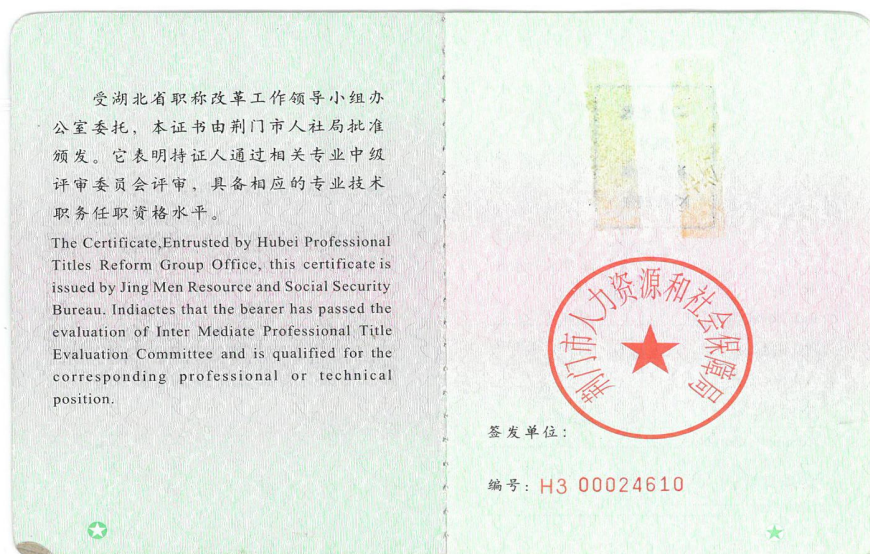 受湖北省职称改革工作领导小组办
公室委托，本证书由荆门市人社局批准
颁发。它表明持证人通过相关专业中级
评审委员会评审，具备相应的专业技术
职务任职资格水平。
The Certificate,Entrusted by Hubei Professional
Titles Reform Group Office, this certificate is
issued by Jing Men Resource and Social Security
Bureau. Indiactes that the bearer has passed the
evaluation of Inter Mediate Professional Title
Evaluation Committee and is qualified for the
corresponding professional or technical
position.
荆门市人力资源和社会保障局
签发单位：
编号：H3 00024610